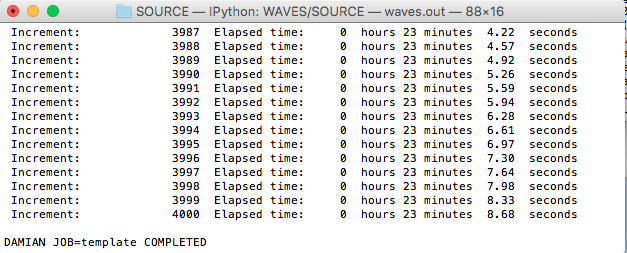 SOURCE — IPython: WAVES/SOURCE — waves.out — 88×16
Increment: 3987 Elapsed time: 0 hours 23 minutes 4.22 seconds
Increment: 3988 Elapsed time: 0 hours 23 minutes 4.57 seconds
Increment: 3989 Elapsed time: 0 hours 23 minutes 4.92 seconds
Increment: 3990 Elapsed time: 0 hours 23 minutes 5.26 seconds
Increment: 3991 Elapsed time: 0 hours 23 minutes 5.59 seconds
Increment: 3992 Elapsed time: 0 hours 23 minutes 5.94 seconds
Increment: 3993 Elapsed time: 0 hours 23 minutes 6.28 seconds
Increment: 3994 Elapsed time: 0 hours 23 minutes 6.61 seconds
Increment: 3995 Elapsed time: 0 hours 23 minutes 6.97 seconds
Increment: 3996 Elapsed time: 0 hours 23 minutes 7.30 seconds
Increment: 3997 Elapsed time: 0 hours 23 minutes 7.64 seconds
Increment: 3998 Elapsed time: 0 hours 23 minutes 7.98 seconds
Increment: 3999 Elapsed time: 0 hours 23 minutes 8.33 seconds
Increment: 4000 Elapsed time: 0 hours 23 minutes 8.68 seconds
DAMIAN JOB=template COMPLETED